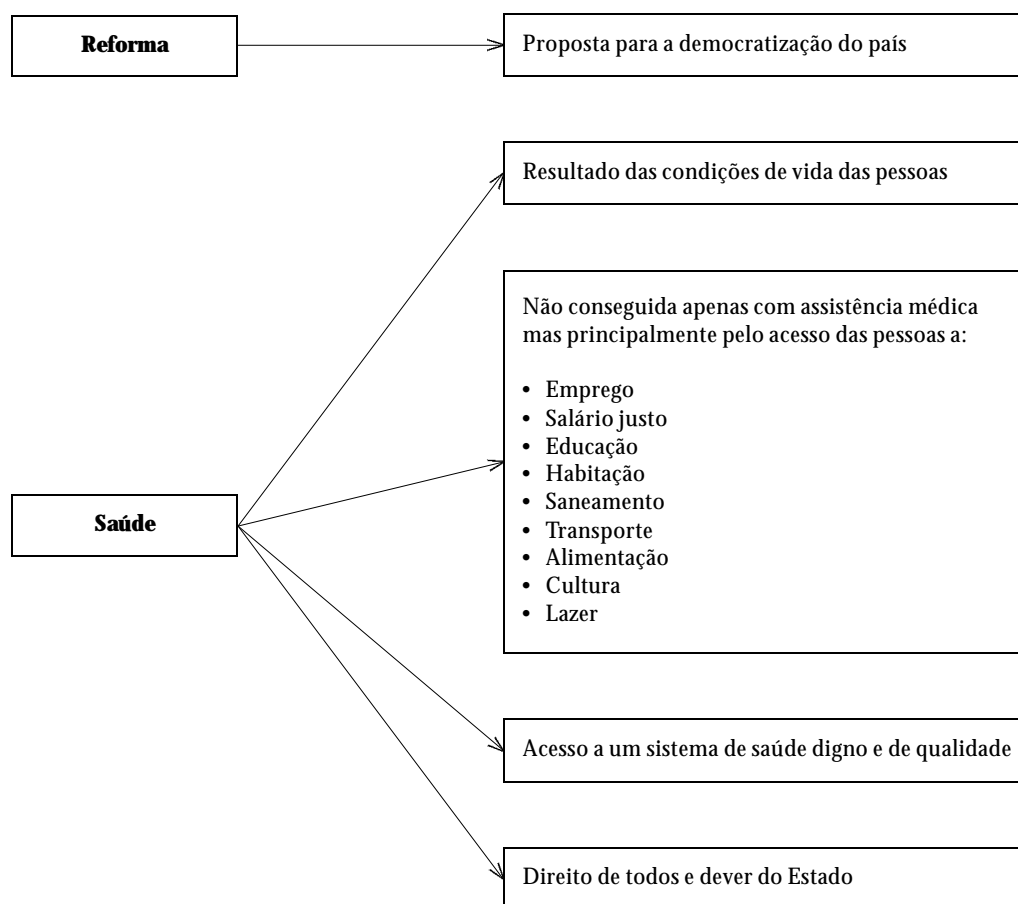 Reforma
Proposta para a democratização do país
Resultado das condições de vida das pessoas
Não conseguida apenas com assistência médica
mas principalmente pelo acesso das pessoas a:
• Emprego
• Salário justo
• Educação
• Habitação
• Saneamento
• Transporte
• Alimentação
• Cultura
• Lazer
Saúde
Acesso a um sistema de saúde digno e de qualidade
Direito de todos e dever do Estado